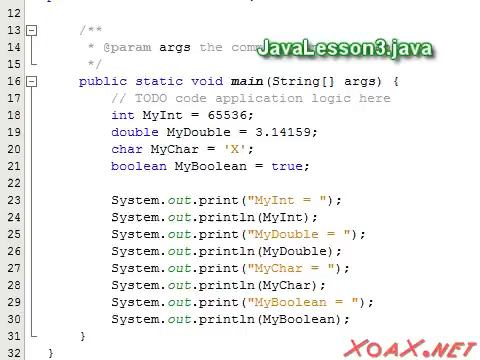 12
13 /**
14 * @param args the com JavaLesson3.java
15 */
16 public static void main(String[] args) {
17 // TODO code application logic here
18 int MyInt = 65536;
19 double MyDouble = 3.14159;
20 char MyChar = 'X';
21 boolean MyBoolean = true;
22
23 System.out.print("MyInt = ");
24 System.out.println(MyInt);
25 System.out.print("MyDouble = ");
26 System.out.println(MyDouble);
27 System.out.print("MyChar = ");
28 System.out.println(MyChar);
29 System.out.print("MyBoolean = ");
30 System.out.println(MyBoolean);
31 }
32 }
XOAX.NET